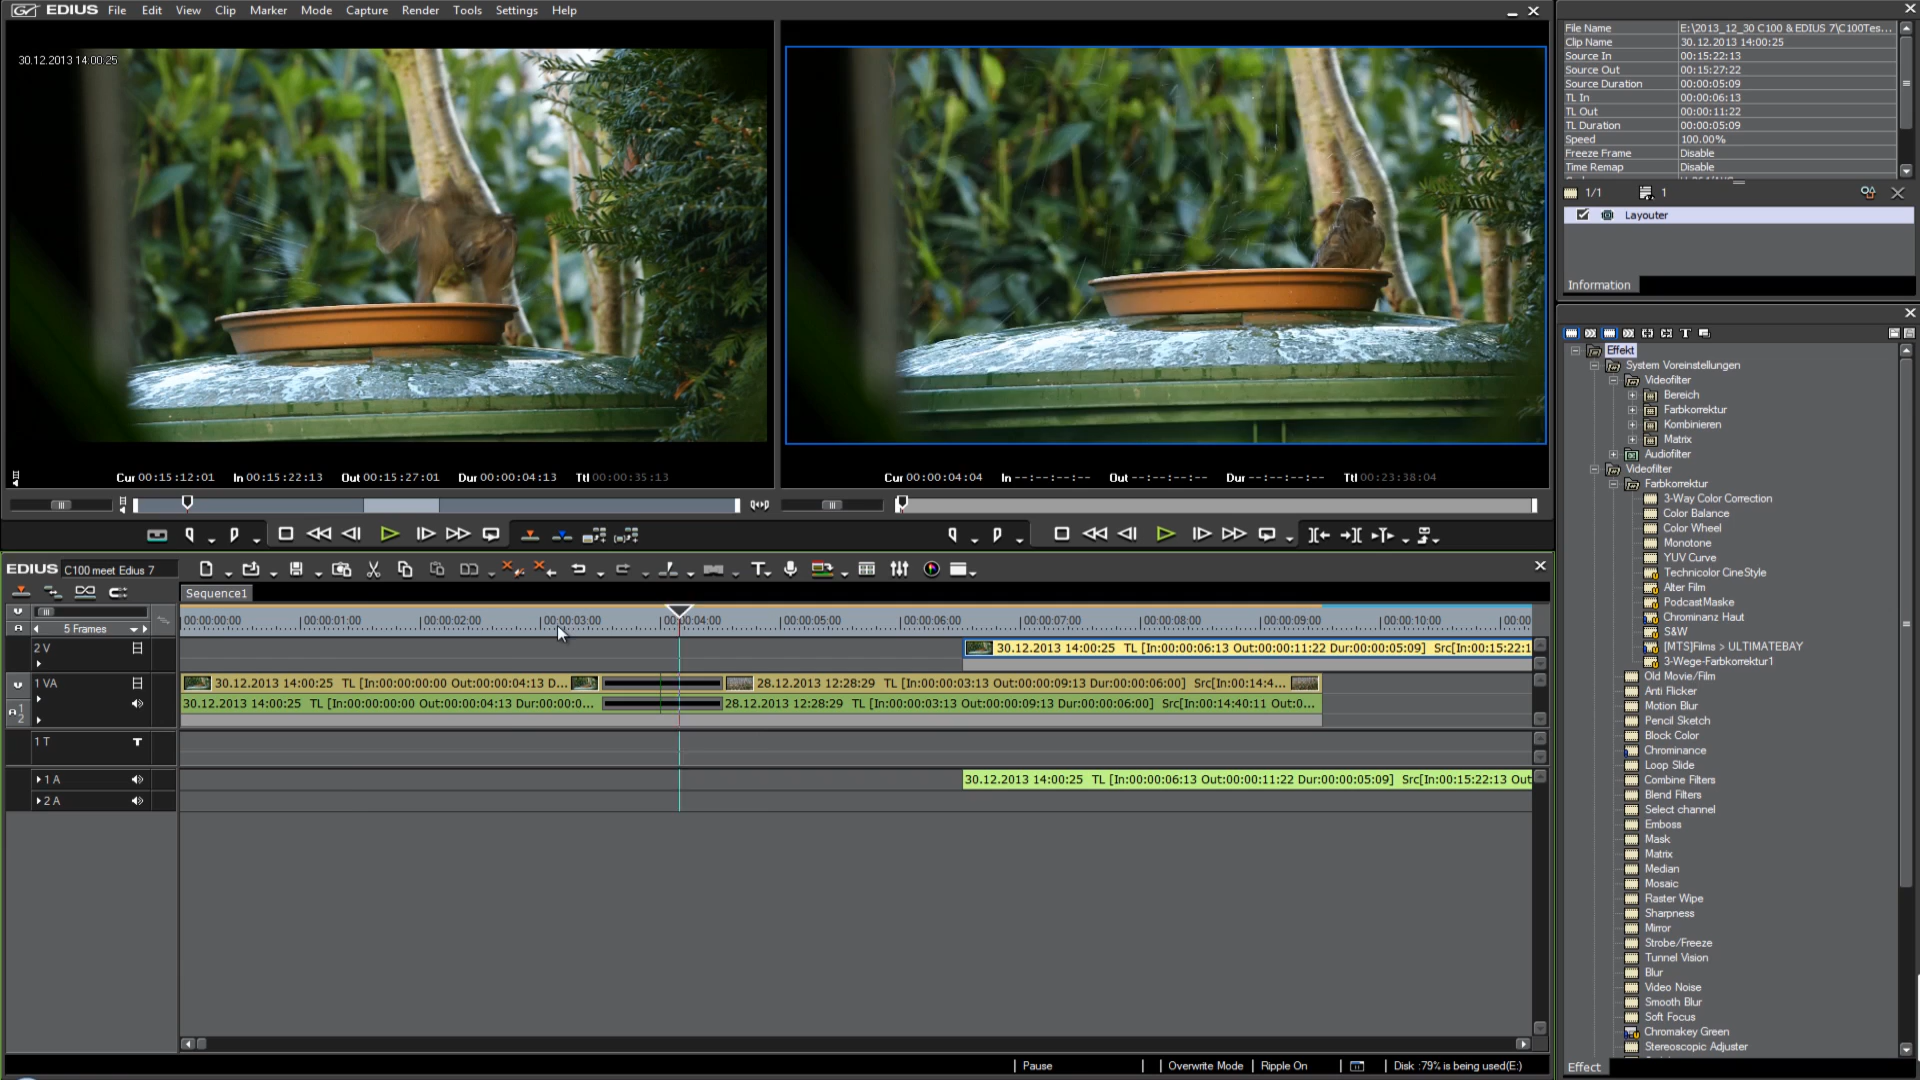 EDIUS File Edit View Clip Marker Mode Capture Render Tools Settings Help
30.12.2013 14:00:25
Cur 00:15:12:01 In 00:15:22:13 Out 00:15:27:01 Dur 00:00:04:13 Ttl 00:00:35:13
Cur 00:00:04:04 In --:--:--:-- Out --:--:--:-- Dur --:--:--:-- Ttl 00:23:38:04
File Name E:\2013_12_30 C100 & EDIUS 7\C100Tes...
Clip Name 30.12.2013 14:00:25
Source In 00:15:22:13
Source Out 00:15:27:22
Source Duration 00:00:05:09
TL In 00:00:06:13
TL Out 00:00:11:22
TL Duration 00:00:05:09
Speed 100.00%
Freeze Frame Disable
Time Remap Disable
1/1 1
Layouter
Information
EDIUS C100 meet Edius 7
Sequence1
5 Frames
00:00:00:00 00:00:01:00 00:00:02:00 00:00:03:00 00:00:04:00 00:00:05:00 00:00:06:00 00:00:07:00 00:00:08:00 00:00:09:00 00:00:10:00 00:00
2 V
30.12.2013 14:00:25 TL [In:00:00:06:13 Out:00:00:11:22 Dur:00:00:05:09] Src[In:00:15:22:1
1 VA
30.12.2013 14:00:25 TL [In:00:00:00:00 Out:00:00:04:13 D...
28.12.2013 12:28:29 TL [In:00:00:03:13 Out:00:00:09:13 Dur:00:00:06:00] Src[In:00:14:4...
1
2
30.12.2013 14:00:25 TL [In:00:00:00:00 Out:00:00:04:13 Dur:00:00:0...
28.12.2013 12:28:29 TL [In:00:00:03:13 Out:00:00:09:13 Dur:00:00:06:00] Src[In:00:14:40:11 Out:0...
1 T T
1 A
30.12.2013 14:00:25 TL [In:00:00:06:13 Out:00:00:11:22 Dur:00:00:05:09] Src[In:00:15:22:13 Out
2 A
Effekt
System Voreinstellungen
Videofilter
Bereich
Farbkorrektur
Kombinieren
Matrix
Audiofilter
Videofilter
Farbkorrektur
3-Way Color Correction
Color Balance
Color Wheel
Monotone
YUV Curve
Technicolor CineStyle
Alter Film
PodcastMaske
Chrominanz Haut
S&W
[MTS]Films > ULTIMATEBAY
3-Wege-Farbkorrektur1
Old Movie/Film
Anti Flicker
Motion Blur
Pencil Sketch
Block Color
Chrominance
Loop Slide
Combine Filters
Blend Filters
Select channel
Emboss
Mask
Matrix
Median
Mosaic
Raster Wipe
Sharpness
Mirror
Strobe/Freeze
Tunnel Vision
Blur
Video Noise
Smooth Blur
Soft Focus
Chromakey Green
Stereoscopic Adjuster
Effect
Pause Overwrite Mode Ripple On Disk :79% is being used(E:)